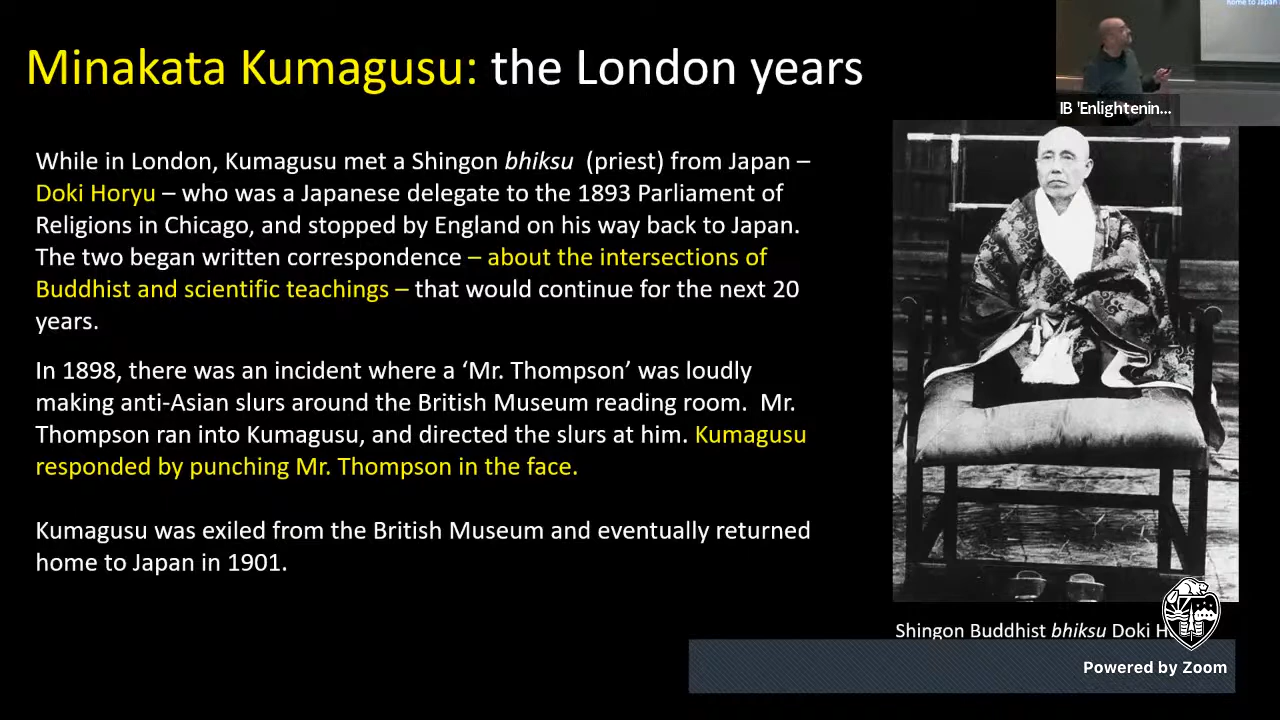 home to Japan
Minakata Kumagusu: the London years
IB 'Enlightenin...
While in London, Kumagusu met a Shingon bhiksu (priest) from Japan –
Doki Horyu – who was a Japanese delegate to the 1893 Parliament of
Religions in Chicago, and stopped by England on his way back to Japan.
The two began written correspondence – about the intersections of
Buddhist and scientific teachings – that would continue for the next 20
years.
In 1898, there was an incident where a ‘Mr. Thompson’ was loudly
making anti-Asian slurs around the British Museum reading room. Mr.
Thompson ran into Kumagusu, and directed the slurs at him. Kumagusu
responded by punching Mr. Thompson in the face.
Kumagusu was exiled from the British Museum and eventually returned
home to Japan in 1901.
Shingon Buddhist bhiksu Doki H
Powered by Zoom